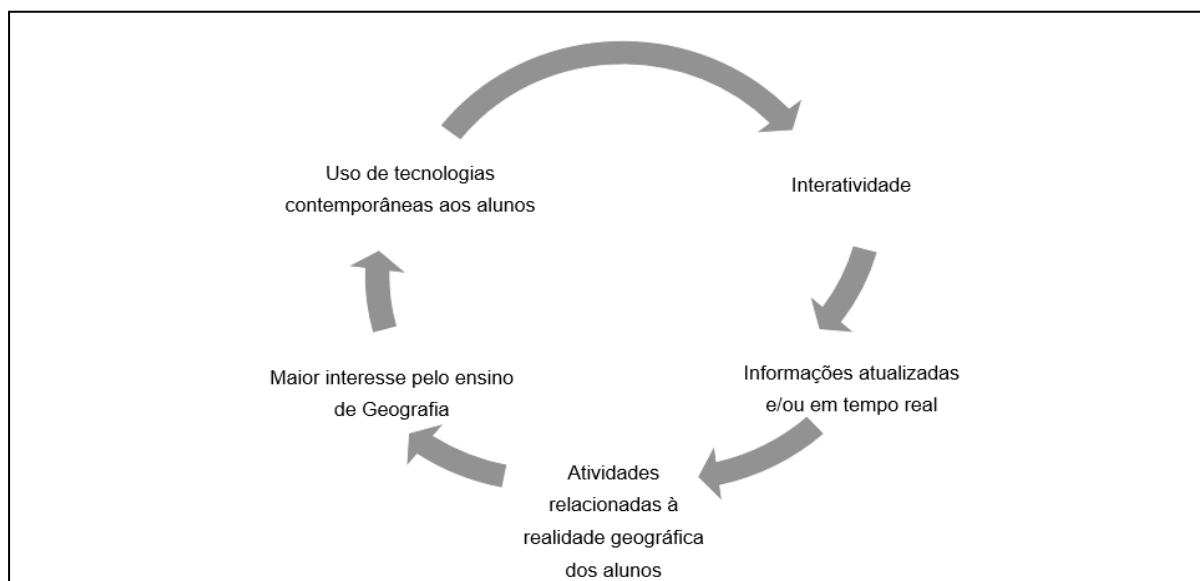 Uso de tecnologias
contemporâneas aos alunos
Interatividade
Informações atualizadas
e/ou em tempo real
Atividades
relacionadas à
realidade geográfica
dos alunos
Maior interesse pelo ensino
de Geografia